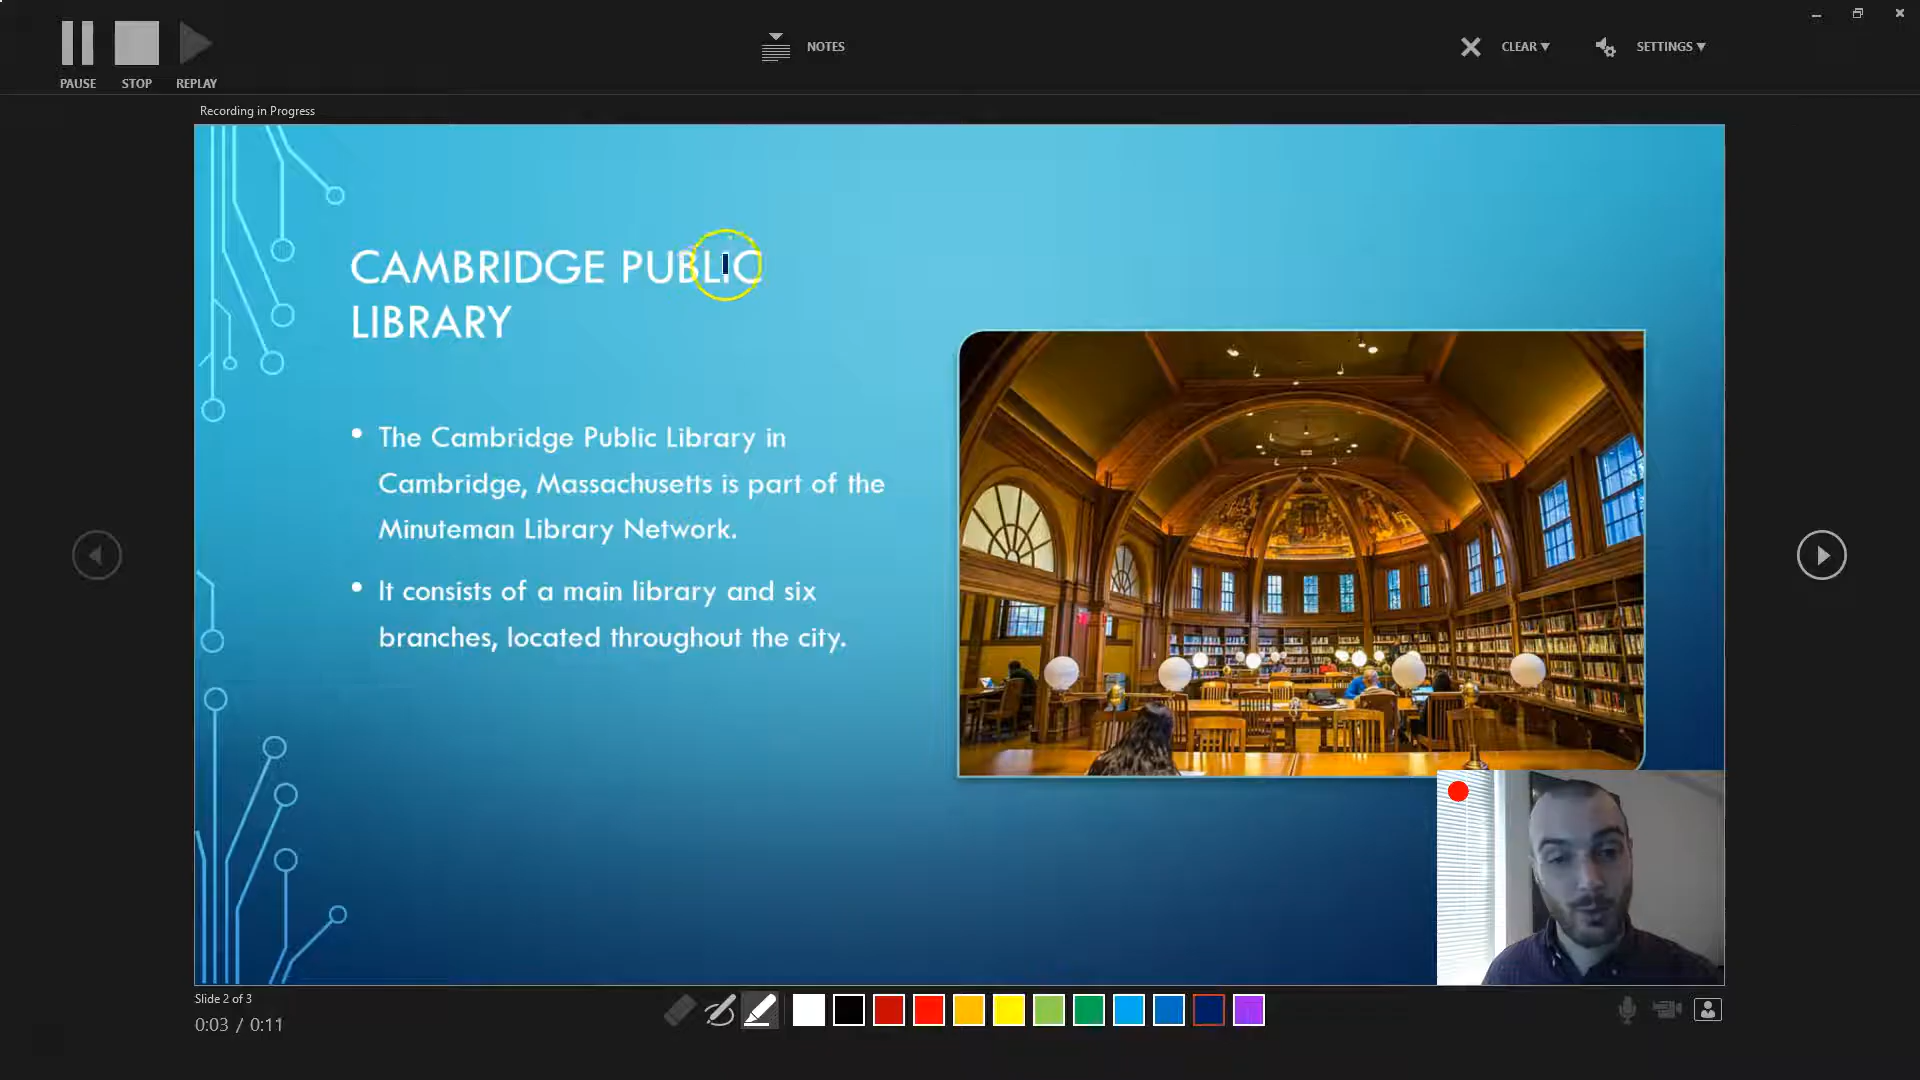 PAUSE
STOP
REPLAY
NOTES
CLEAR
SETTINGS
Recording in Progress
CAMBRIDGE PUBLIC
LIBRARY
• The Cambridge Public Library in
Cambridge, Massachusetts is part of the
Minuteman Library Network.
• It consists of a main library and six
branches, located throughout the city.
Slide 2 of 3
0:03 / 0:11